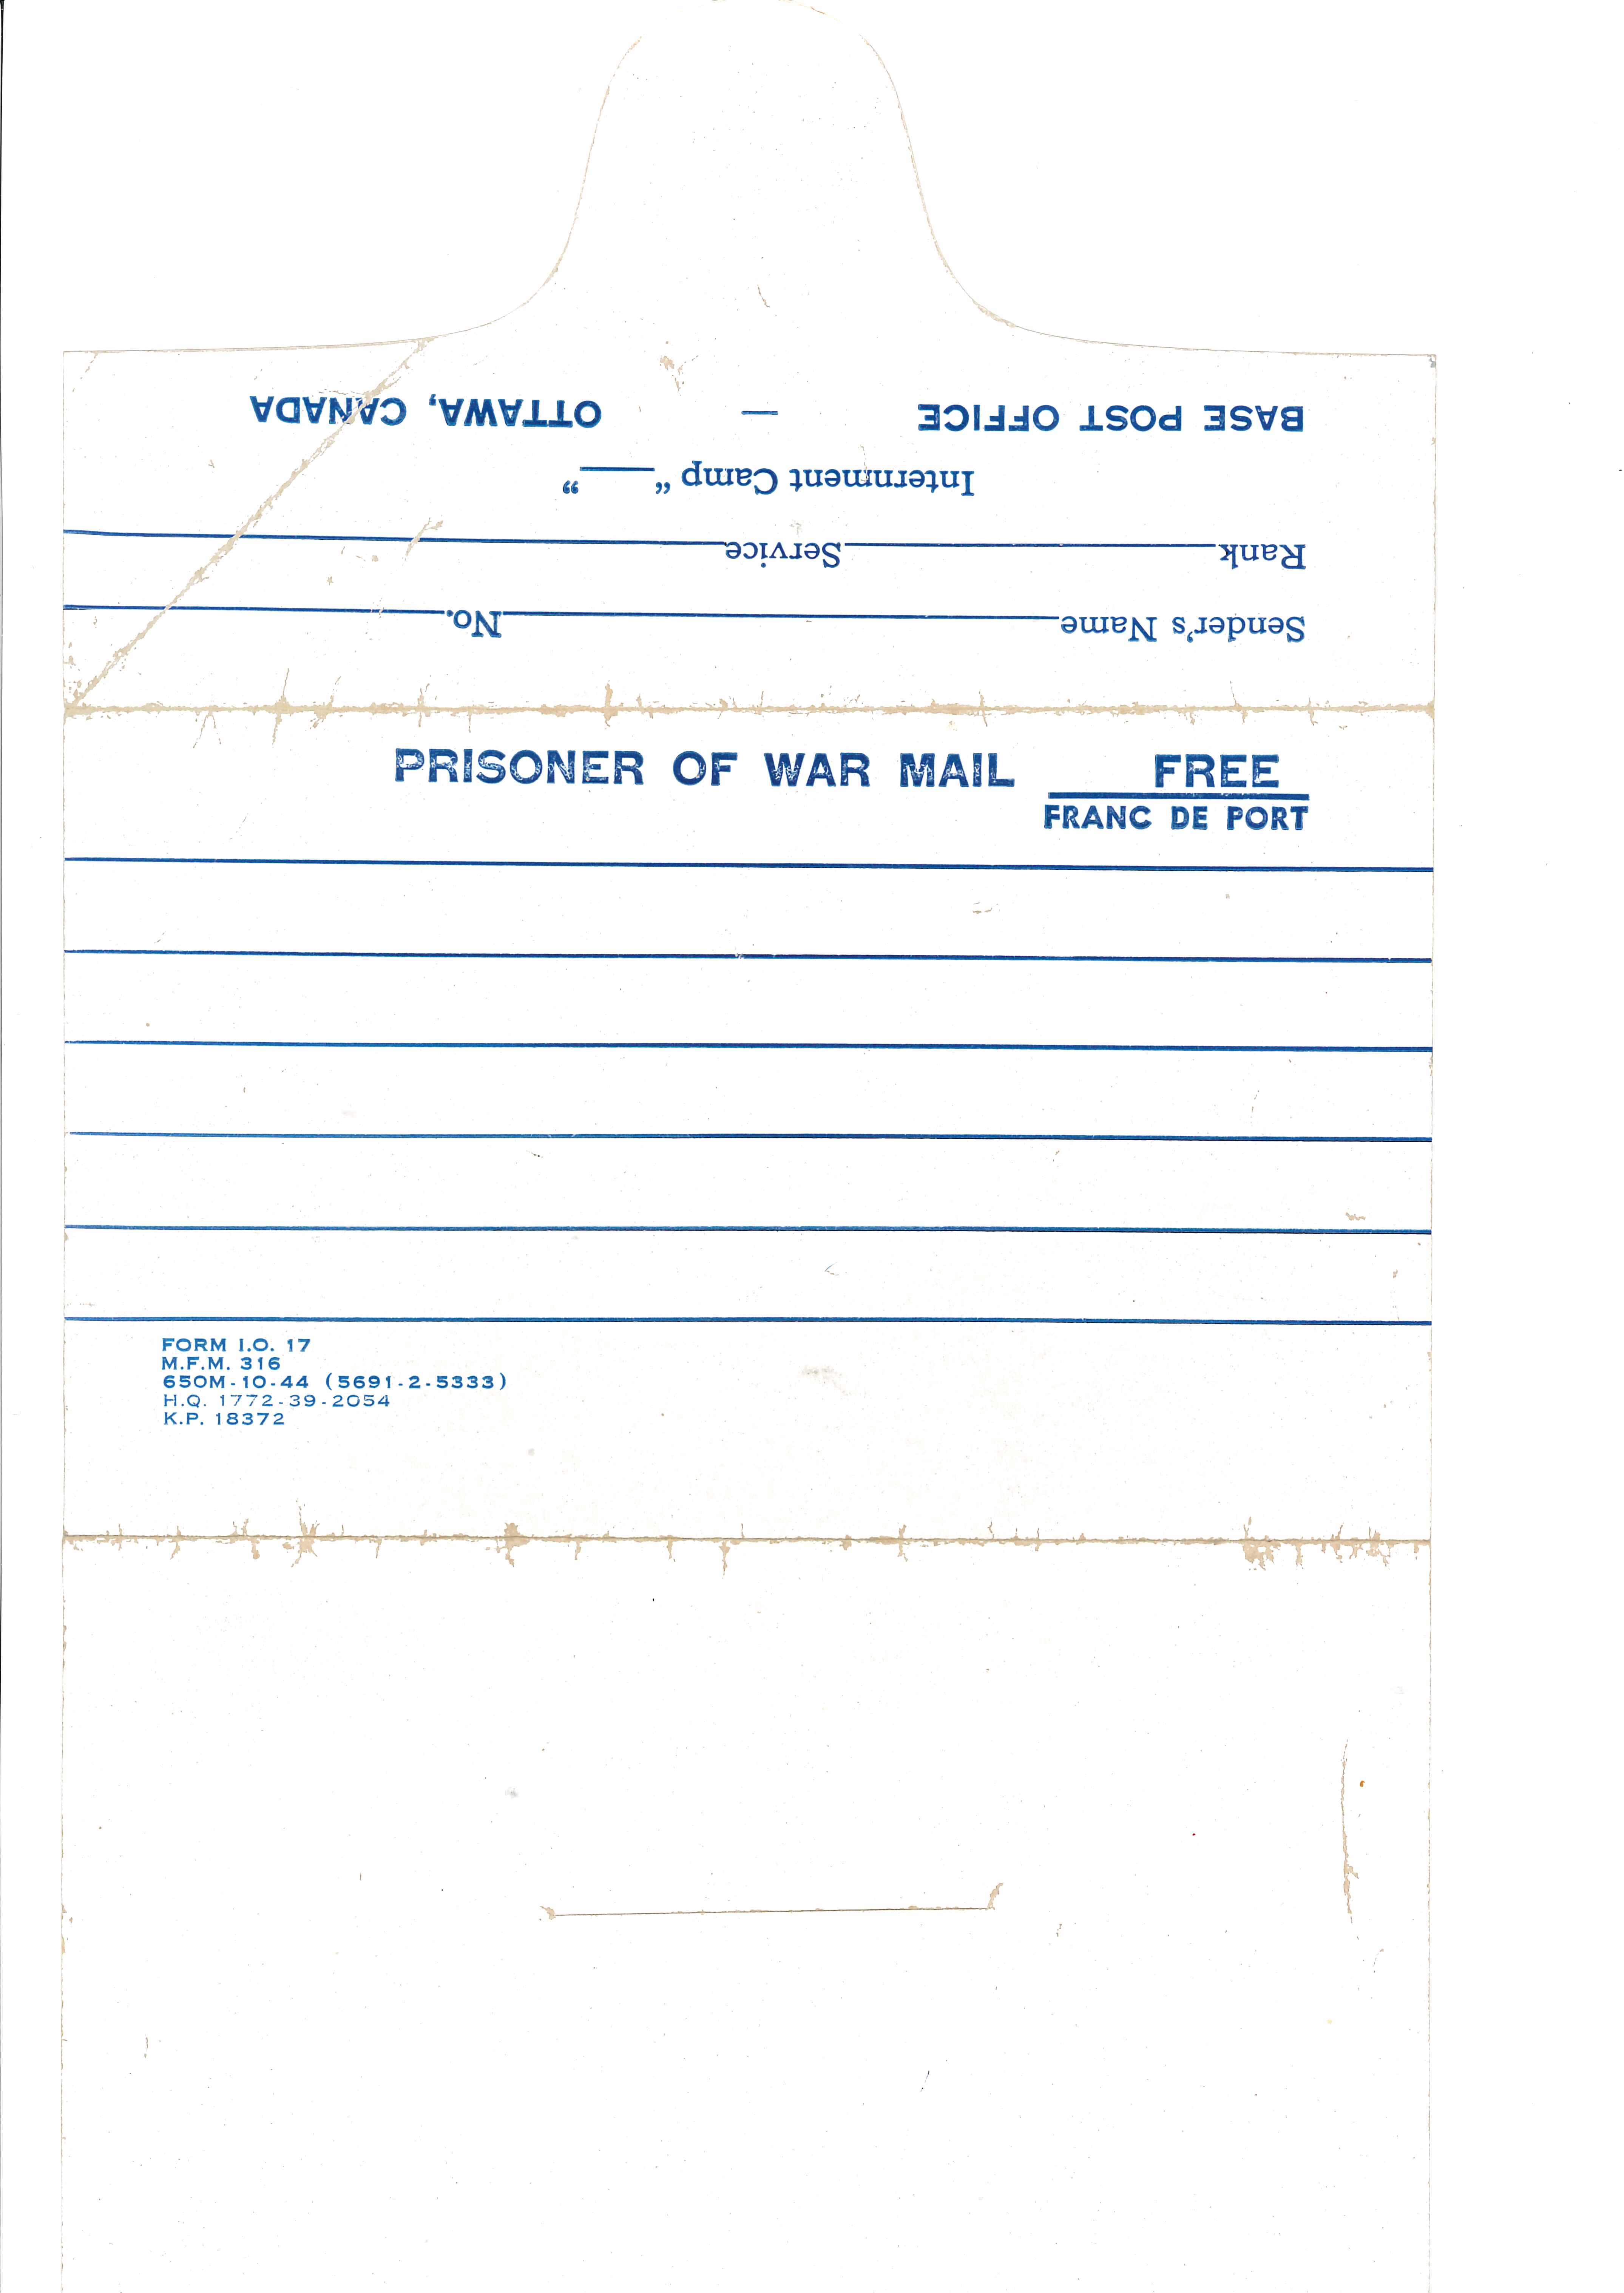 Sender's Name No.
Rank Service
Internment Camp “ ”
BASE POST OFFICE — OTTAWA, CANADA
PRISONER OF WAR MAIL FREE
FRANC DE PORT
FORM I.O. 17
M.F.M. 316
650M-10-44 (5691-2-5333)
H.Q. 1772-39-2054
K.P. 18372